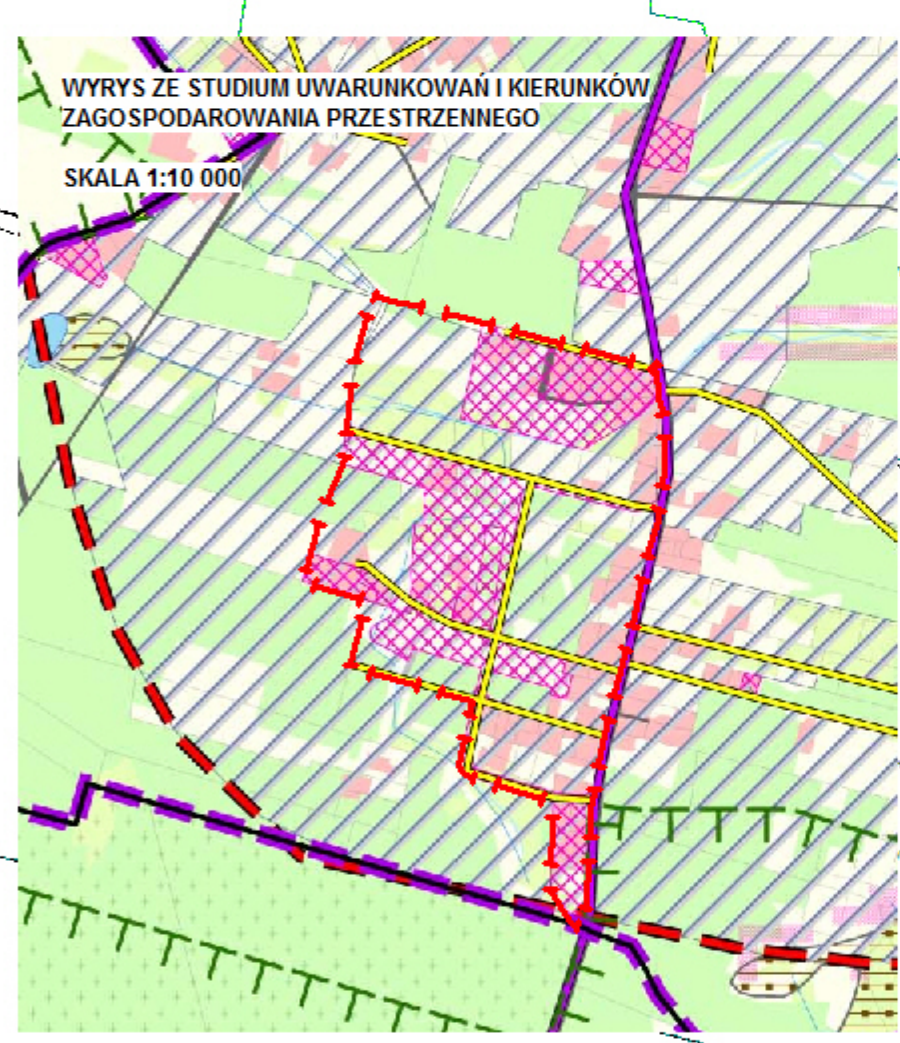 WYRYS ZE STUDIUM UWARUNKOWAŃ I KIERUNKÓW
ZAGOSPODAROWANIA PRZESTRZENNEGO
SKALA 1:10 000